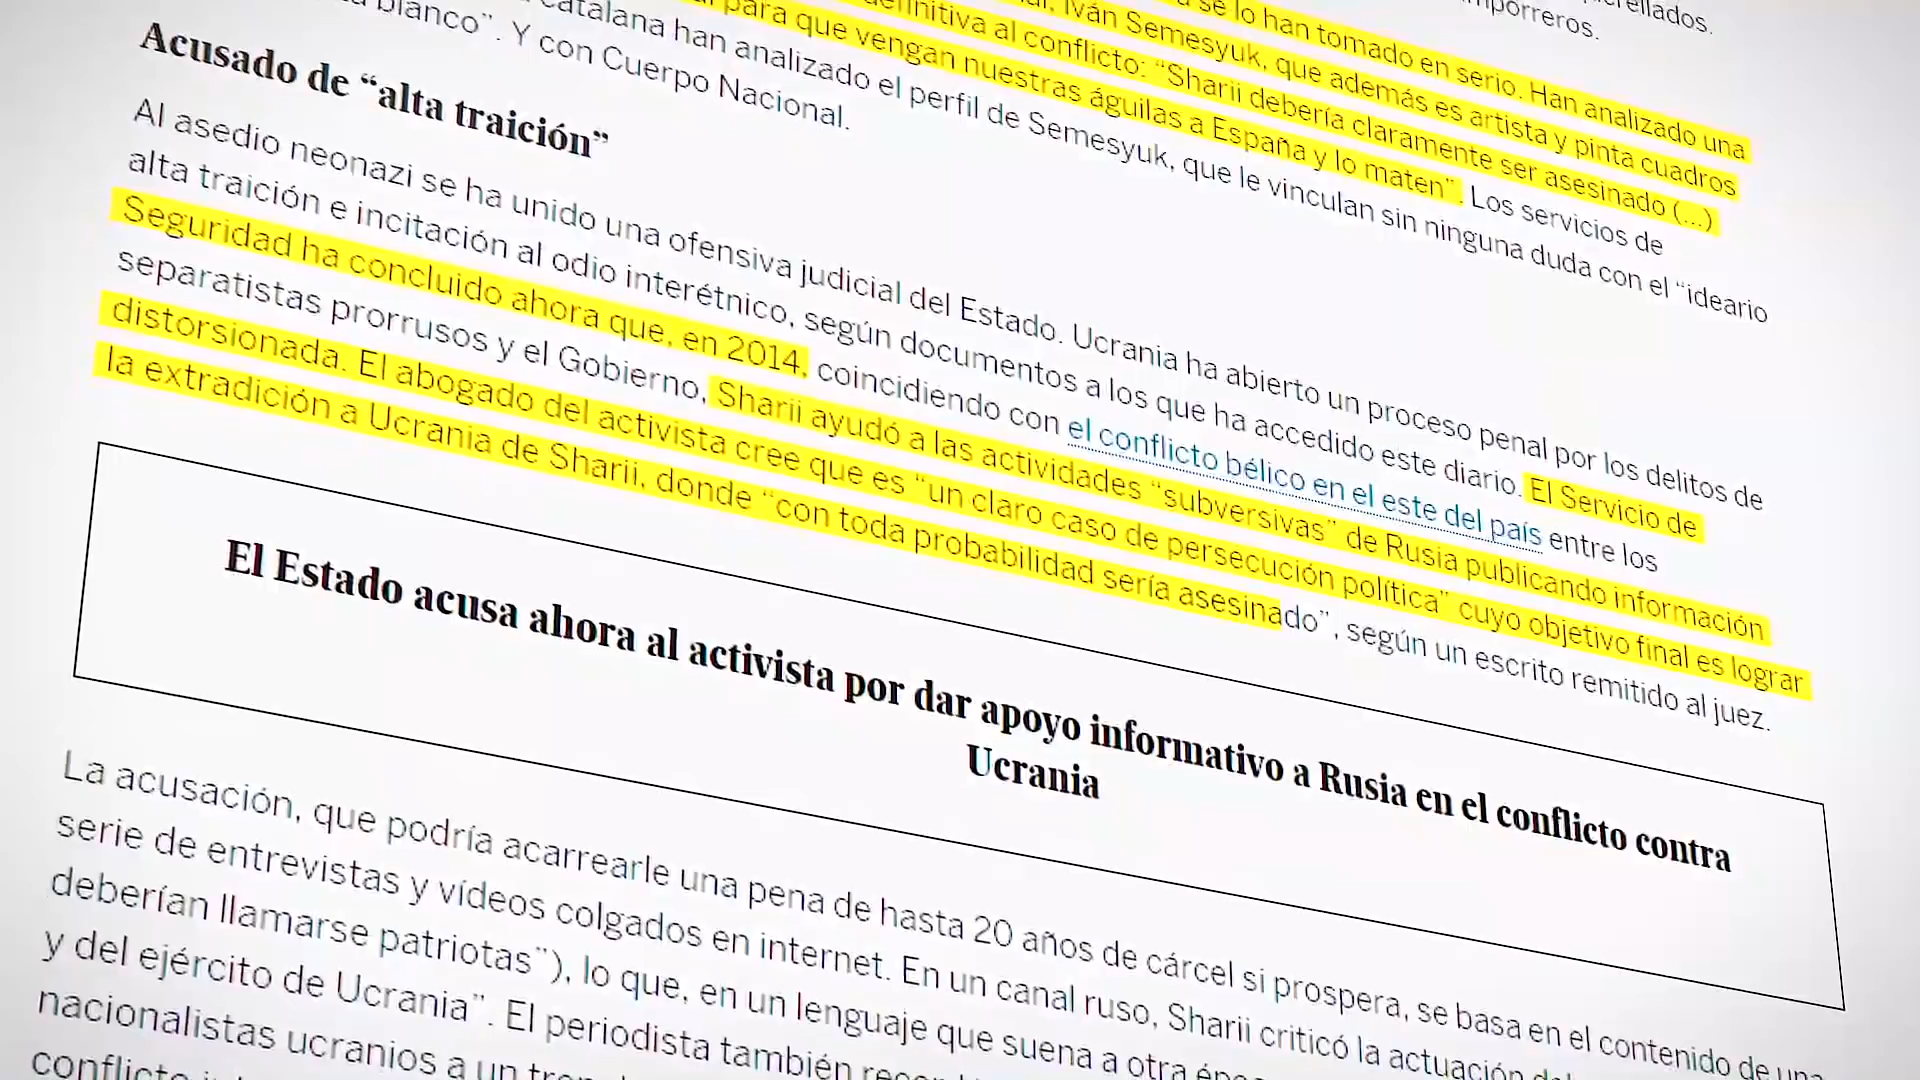 se lo han tomado en serio. Han analizado una
Iván Semesyuk, que además es artista y pinta cuadros
definitiva al conflicto: “Sharii debería claramente ser asesinado (...)
para que vengan nuestras águilas a España y lo maten”. Los servicios de
catalana han analizado el perfil de Semesyuk, que le vinculan sin ninguna duda con el “ideario
blanco”. Y con Cuerpo Nacional.
Acusado de “alta traición”
Al asedio neonazi se ha unido una ofensiva judicial del Estado. Ucrania ha abierto un proceso penal por los delitos de
alta traición e incitación al odio interétnico, según documentos a los que ha accedido este diario. El Servicio de
Seguridad ha concluido ahora que, en 2014, coincidiendo con el conflicto bélico en el este del país entre los
separatistas prorrusos y el Gobierno, Sharii ayudó a las actividades “subversivas” de Rusia publicando información
distorsionada. El abogado del activista cree que es “un claro caso de persecución política” cuyo objetivo final es lograr
la extradición a Ucrania de Sharii, donde “con toda probabilidad sería asesinado”, según un escrito remitido al juez.
El Estado acusa ahora al activista por dar apoyo informativo a Rusia en el conflicto contra
Ucrania
La acusación, que podría acarrearle una pena de hasta 20 años de cárcel si prospera, se basa en el contenido de una
serie de entrevistas y vídeos colgados en internet. En un canal ruso, Sharii criticó la actuación
deberían llamarse patriotas¨), lo que, en un lenguaje que suena a otra
y del ejército de Ucrania”. El periodista también
nacionalistas ucranios a un
conflicto